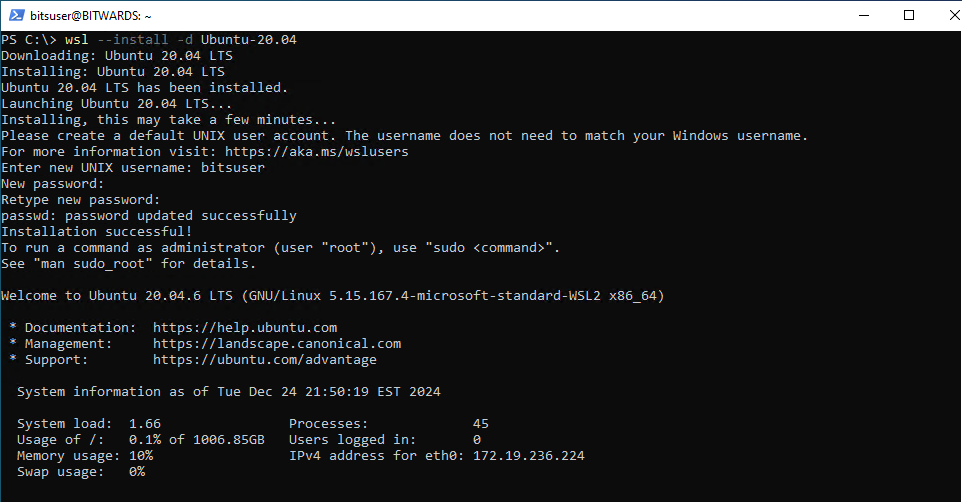 bitsuser@BITWARDS: ~
PS C:\> wsl --install -d Ubuntu-20.04
Downloading: Ubuntu 20.04 LTS
Installing: Ubuntu 20.04 LTS
Ubuntu 20.04 LTS has been installed.
Launching Ubuntu 20.04 LTS...
Installing, this may take a few minutes...
Please create a default UNIX user account. The username does not need to match your Windows username.
For more information visit: https://aka.ms/wslusers
Enter new UNIX username: bitsuser
New password:
Retype new password:
passwd: password updated successfully
Installation successful!
To run a command as administrator (user "root"), use "sudo <command>".
See "man sudo_root" for details.

Welcome to Ubuntu 20.04.6 LTS (GNU/Linux 5.15.167.4-microsoft-standard-WSL2 x86_64)

 * Documentation:  https://help.ubuntu.com
 * Management:     https://landscape.canonical.com
 * Support:        https://ubuntu.com/advantage

  System information as of Tue Dec 24 21:50:19 EST 2024

  System load:  1.66                Processes:             45
  Usage of /:   0.1% of 1006.85GB   Users logged in:       0
  Memory usage: 10%                 IPv4 address for eth0: 172.19.236.224
  Swap usage:   0%